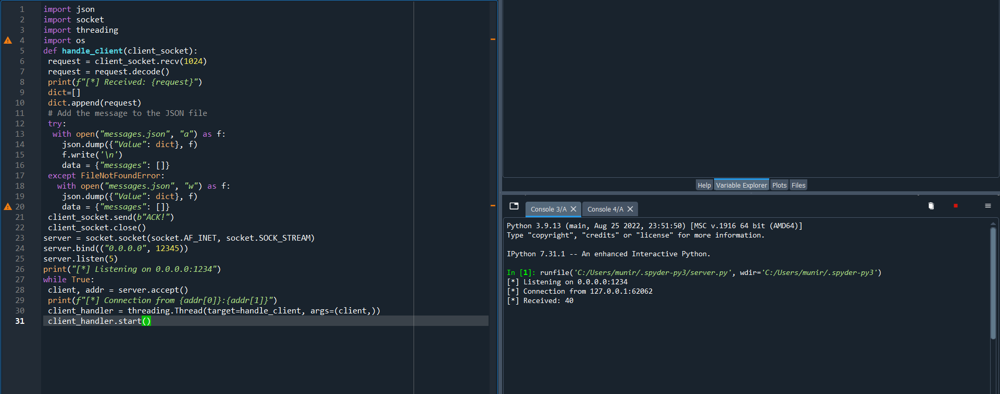 1 import json
2 import socket
3 import threading
4 import os
5 def handle_client(client_socket):
6 request = client_socket.recv(1024)
7 request = request.decode()
8 print(f"[*] Received: {request}")
9 dict=[]
10 dict.append(request)
11 # Add the message to the JSON file
12 try:
13 with open("messages.json", "a") as f:
14 json.dump({"Value": dict}, f)
15 f.write('\n')
16 data = {"messages": []}
17 except FileNotFoundError:
18 with open("messages.json", "w") as f:
19 json.dump({"Value": dict}, f)
20 data = {"messages": []}
21 client_socket.send(b"ACK!")
22 client_socket.close()
23 server = socket.socket(socket.AF_INET, socket.SOCK_STREAM)
24 server.bind(("0.0.0.0", 12345))
25 server.listen(5)
26 print("[*] Listening on 0.0.0.0:1234")
27 while True:
28 client, addr = server.accept()
29 print(f"[*] Connection from {addr[0]}:{addr[1]}")
30 client_handler = threading.Thread(target=handle_client, args=(client,))
31 client_handler.start()
Help Variable Explorer Plots Files
Console 3/A Console 4/A
Python 3.9.13 (main, Aug 25 2022, 23:51:50) [MSC v.1916 64 bit (AMD64)]
Type "copyright", "credits" or "license" for more information.
IPython 7.31.1 -- An enhanced Interactive Python.
In [1]: runfile('C:/Users/munir/.spyder-py3/server.py', wdir='C:/Users/munir/.spyder-py3')
[*] Listening on 0.0.0.0:1234
[*] Connection from 127.0.0.1:62062
[*] Received: 40